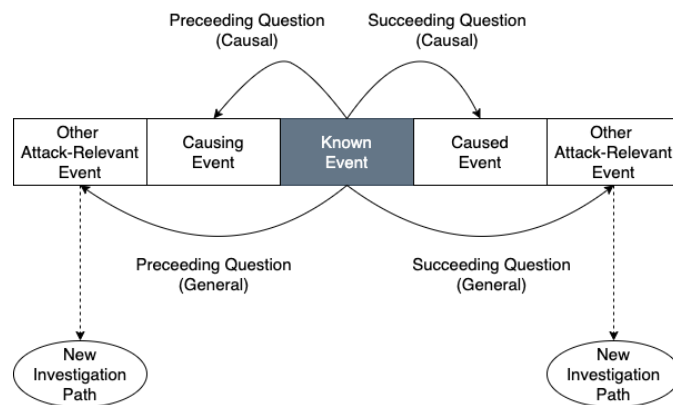 Preceeding Question
(Causal)
Succeeding Question
(Causal)
Other
Attack-Relevant
Event
Causing
Event
Known
Event
Caused
Event
Other
Attack-Relevant
Event
Preceeding Question
(General)
Succeeding Question
(General)
New
Investigation
Path
New
Investigation
Path